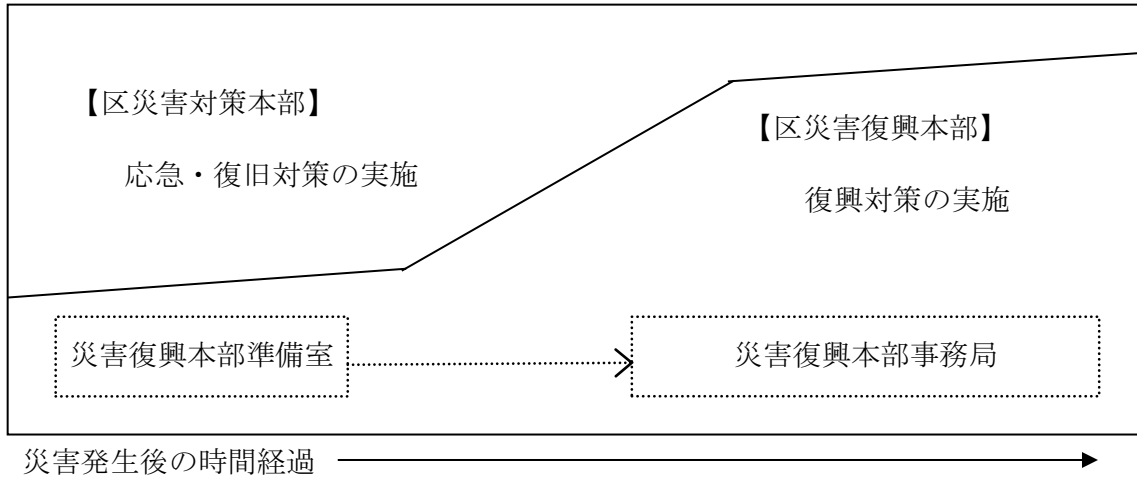 【区災害対策本部】
応急・復旧対策の実施
【区災害復興本部】
復興対策の実施
災害復興本部準備室
災害復興本部事務局
災害発生後の時間経過